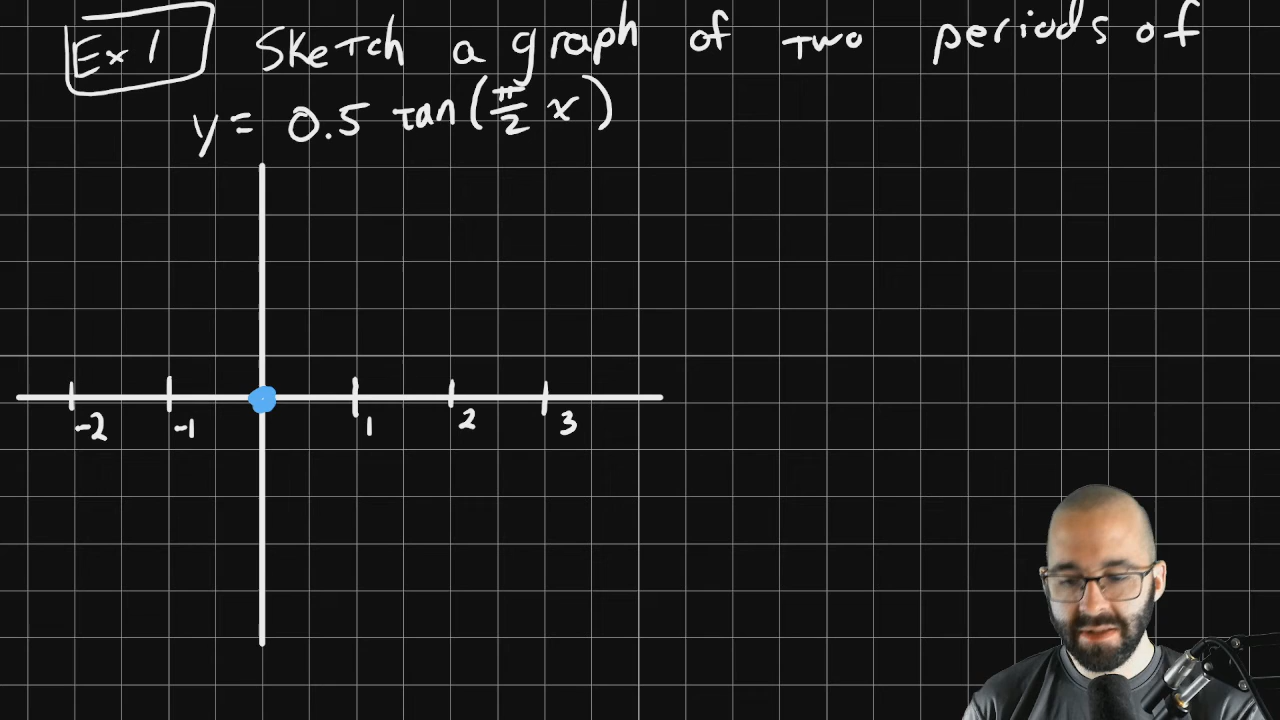 Ex 1 Sketch a graph of two periods of
y = 0.5 tan(π/2 x)
-2 -1 1 2 3